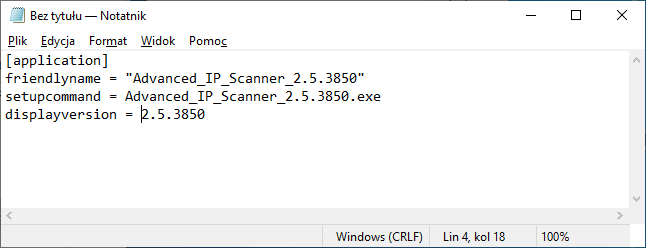 Bez tytułu — Notatnik
Plik Edycja Format Widok Pomoc
[application]
friendlyname = "Advanced_IP_Scanner_2.5.3850"
setupcommand = Advanced_IP_Scanner_2.5.3850.exe
displayversion = 2.5.3850
Windows (CRLF) Lin 4, kol 18 100%